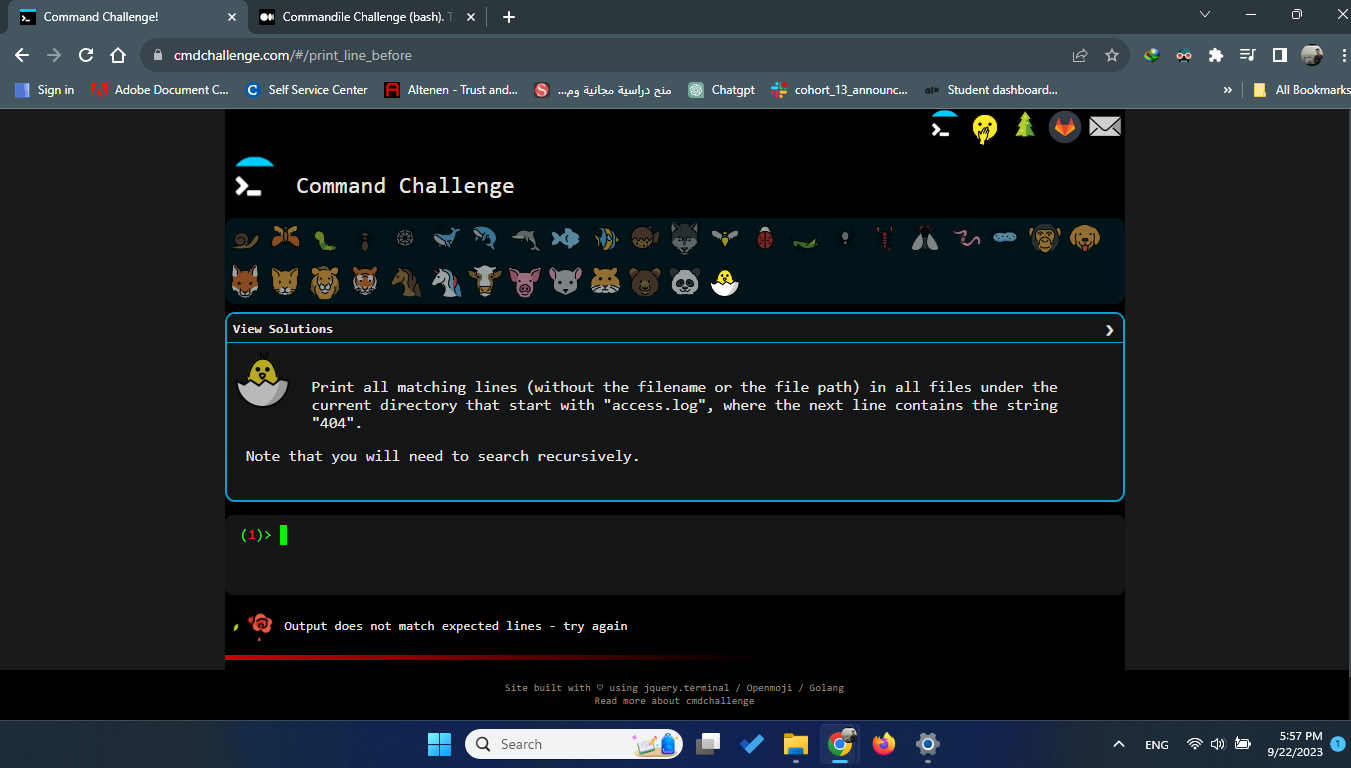 Command Challenge!
Commandïle Challenge (bash). T
cmdchallenge.com/#/print_line_before
Sign in
Adobe Document C...
Self Service Center
Altenen - Trust and...
منح دراسية مجانية وم...
Chatgpt
cohort_13_announc...
alx
Student dashboard...
»
All Bookmarks
Command Challenge
View Solutions
Print all matching lines (without the filename or the file path) in all files under the
current directory that start with "access.log", where the next line contains the string
"404".
Note that you will need to search recursively.
(1)>
Output does not match expected lines - try again
Site built with ♡ using jquery.terminal / Openmoji / Golang
Read more about cmdchallenge
Search
ENG
5:57 PM
9/22/2023
1